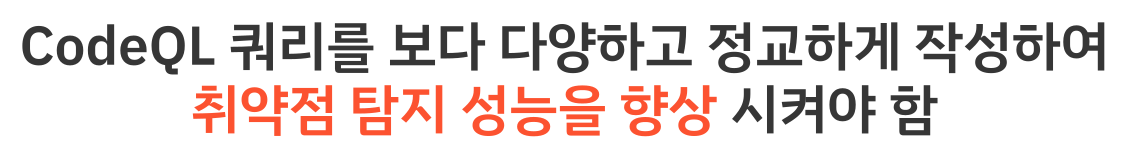 CodeQL 쿼리를 보다 다양하고 정교하게 작성하여
취약점 탐지 성능을 향상 시켜야 함